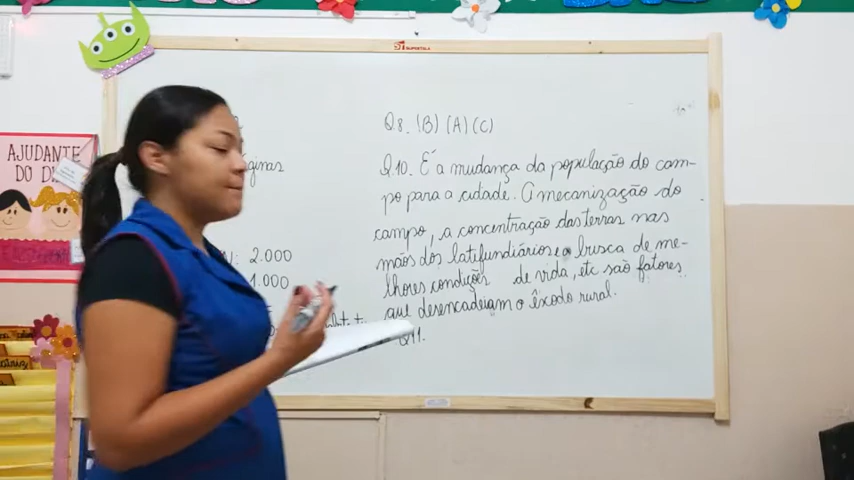 AJUDANTE
DO D
ginas
2.000
1.000
Q8. (B) (A) (C)
Q.10. É a mudança da população do cam-
po para a cidade. A mecanização do
campo, a concentração das terras nas
mãos dos latifundiários e a busca de me-
lhores condições de vida, etc são fatores
que desencadeiam o êxodo rural.
Q11.